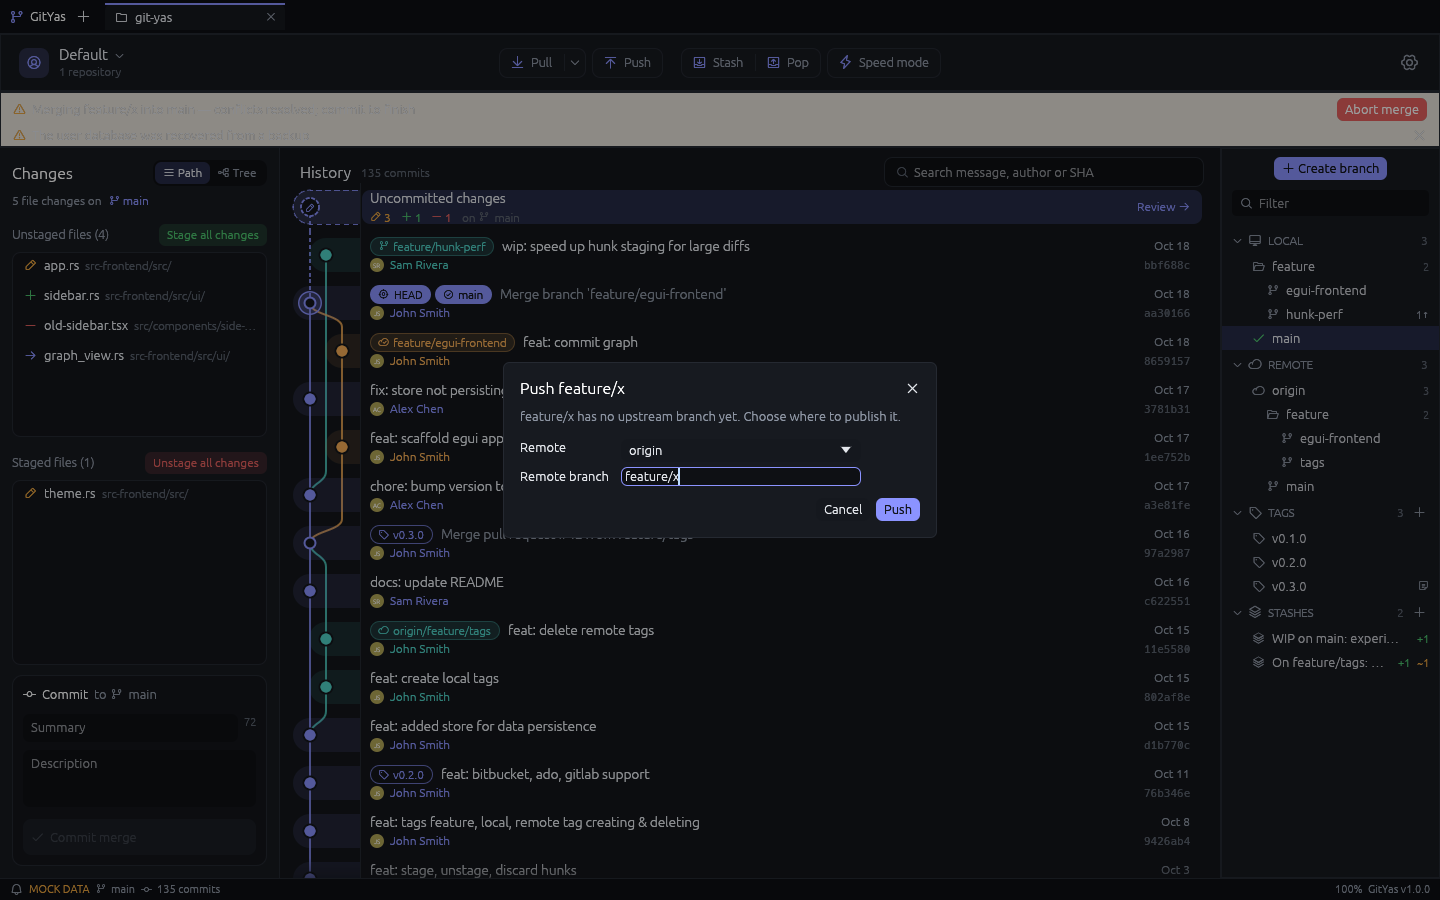 GitYas
git-yas
Default
1 repository
Pull
Push
Stash
Pop
Speed mode
Abort merge
Changes
Path
Tree
5 file changes on main
Unstaged files (4)
Stage all changes
app.rs src-frontend/src/
sidebar.rs src-frontend/src/ui/
old-sidebar.tsx src/components/side-...
graph_view.rs src-frontend/src/ui/
Staged files (1)
Unstage all changes
theme.rs src-frontend/src/
Commit to main
Summary
72
Description
Commit merge
History 135 commits
Search message, author or SHA
Uncommitted changes
3 +1 −1 on main
Review →
feature/hunk-perf wip: speed up hunk staging for large diffs Oct 18
Sam Rivera bbf688c
HEAD main Merge branch 'feature/egui-frontend' Oct 18
John Smith aa30166
feature/egui-frontend feat: commit graph Oct 18
John Smith 8659157
fix: store not persisting Oct 17
Alex Chen 3781b31
feat: scaffold egui app Oct 17
John Smith 1ee752b
chore: bump version to Oct 17
Alex Chen a3e81fe
v0.3.0 Merge pull Oct 16
John Smith 97a2987
docs: update README Oct 16
Sam Rivera c622551
origin/feature/tags feat: delete remote tags Oct 15
John Smith 11e5580
feat: create local tags Oct 15
John Smith 802af8e
feat: added store for data persistence Oct 15
John Smith d1b770c
v0.2.0 feat: bitbucket, ado, gitlab support Oct 11
John Smith 76b346e
feat: tags feature, local, remote tag creating & deleting Oct 8
John Smith 9426ab4
feat: stage, unstage, discard hunks Oct 3
Push feature/x
feature/x has no upstream branch yet. Choose where to publish it.
Remote origin
Remote branch feature/x
Cancel
Push
Create branch
Filter
LOCAL 3
feature 2
egui-frontend
hunk-perf 1↑
main
REMOTE 3
origin
feature 2
egui-frontend
tags
main
TAGS 3
v0.1.0
v0.2.0
v0.3.0
STASHES 2
WIP on main: experi... +1
On feature/tags: ... +1 ~1
MOCK DATA main 135 commits
100% GitYas v1.0.0